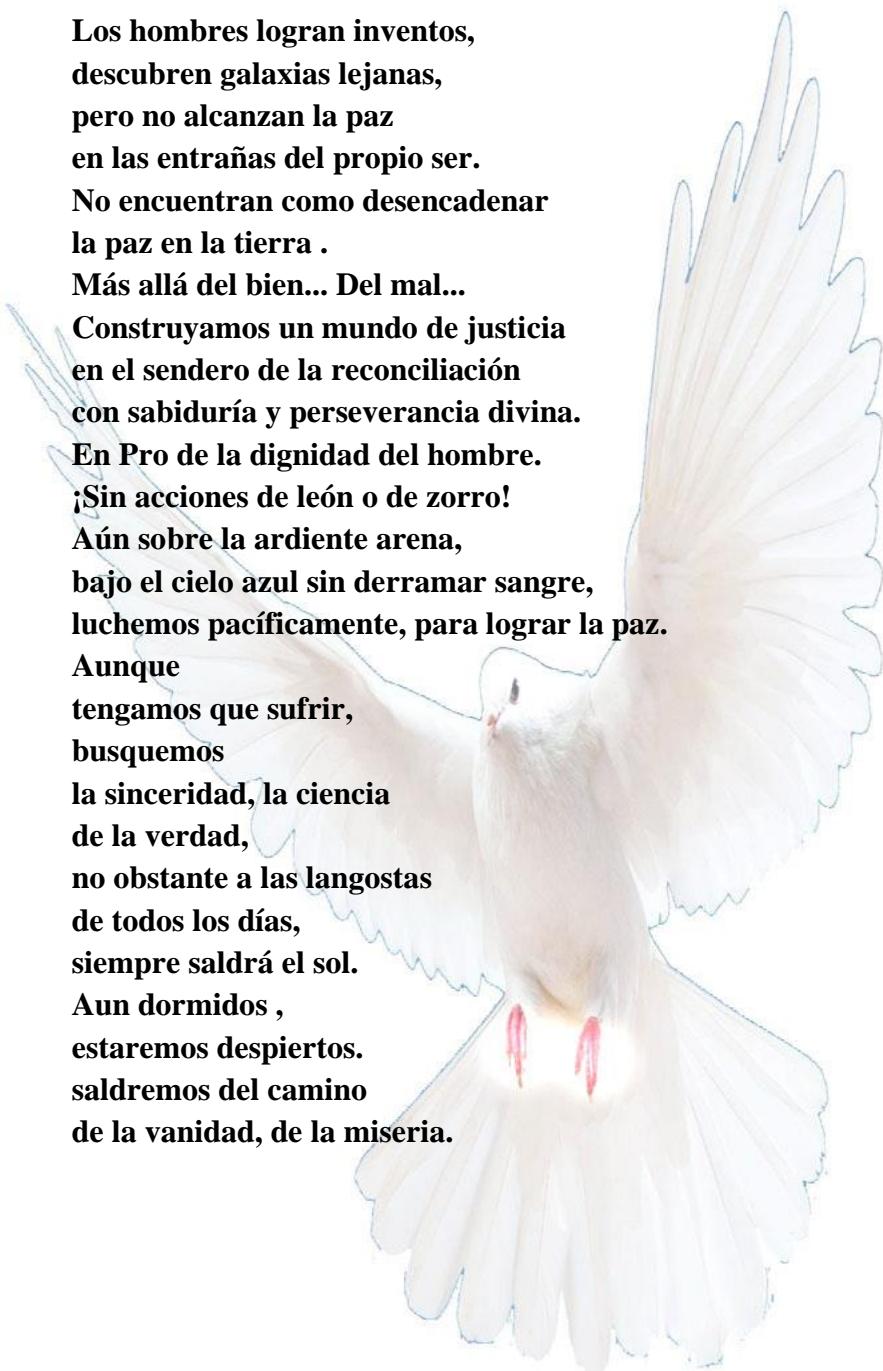 Los hombres logran inventos,
descubren galaxias lejanas,
pero no alcanzan la paz
en las entrañas del propio ser.
No encuentran como desencadenar
la paz en la tierra .
Más allá del bien... Del mal...
Construyamos un mundo de justicia
en el sendero de la reconciliación
con sabiduría y perseverancia divina.
En Pro de la dignidad del hombre.
¡Sin acciones de león o de zorro!
Aún sobre la ardiente arena,
bajo el cielo azul sin derramar sangre,
luchemos pacíficamente, para lograr la paz.
Aunque
tengamos que sufrir,
busquemos
la sinceridad, la ciencia
de la verdad,
no obstante a las langostas
de todos los días,
siempre saldrá el sol.
Aun dormidos ,
estaremos despiertos.
saldremos del camino
de la vanidad, de la miseria.